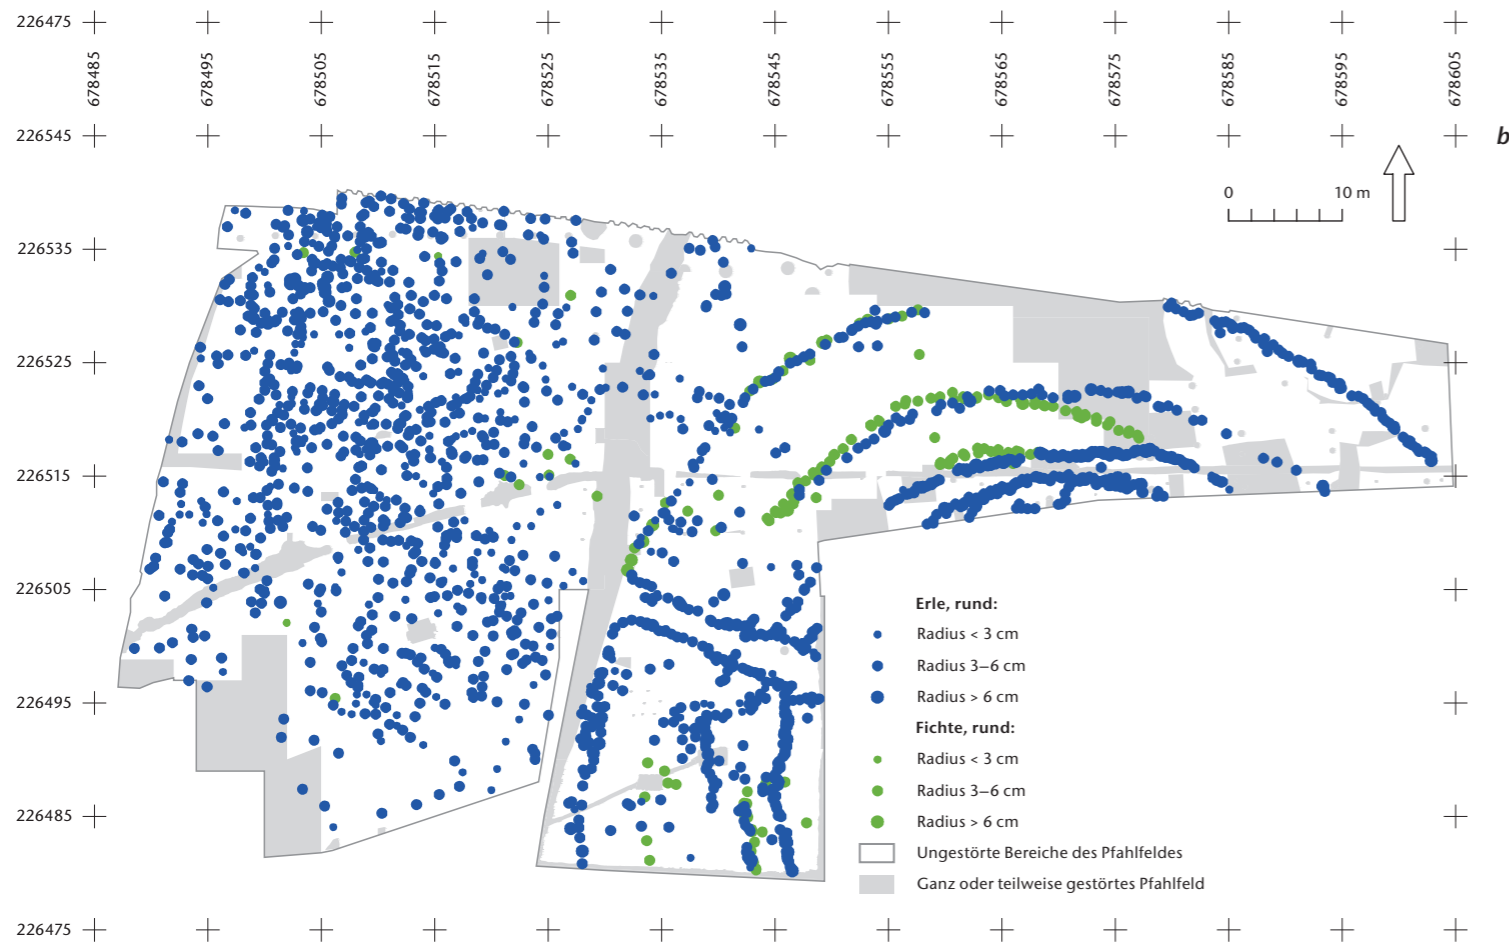 226475
678485 678495 678505 678515 678525 678535 678545 678555 678565 678575 678585 678595 678605
226545
b
0 10 m
226535
226525
226515
226505
Erle, rund:
Radius < 3 cm
Radius 3–6 cm
226495
Radius > 6 cm
Fichte, rund:
Radius < 3 cm
Radius 3–6 cm
226485
Radius > 6 cm
Ungestörte Bereiche des Pfahlfeldes
Ganz oder teilweise gestörtes Pfahlfeld
226475